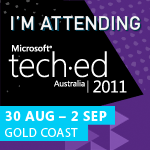 I'M ATTENDING
Microsoft®
tech·ed
Australia 2011
30 AUG – 2 SEP
GOLD COAST